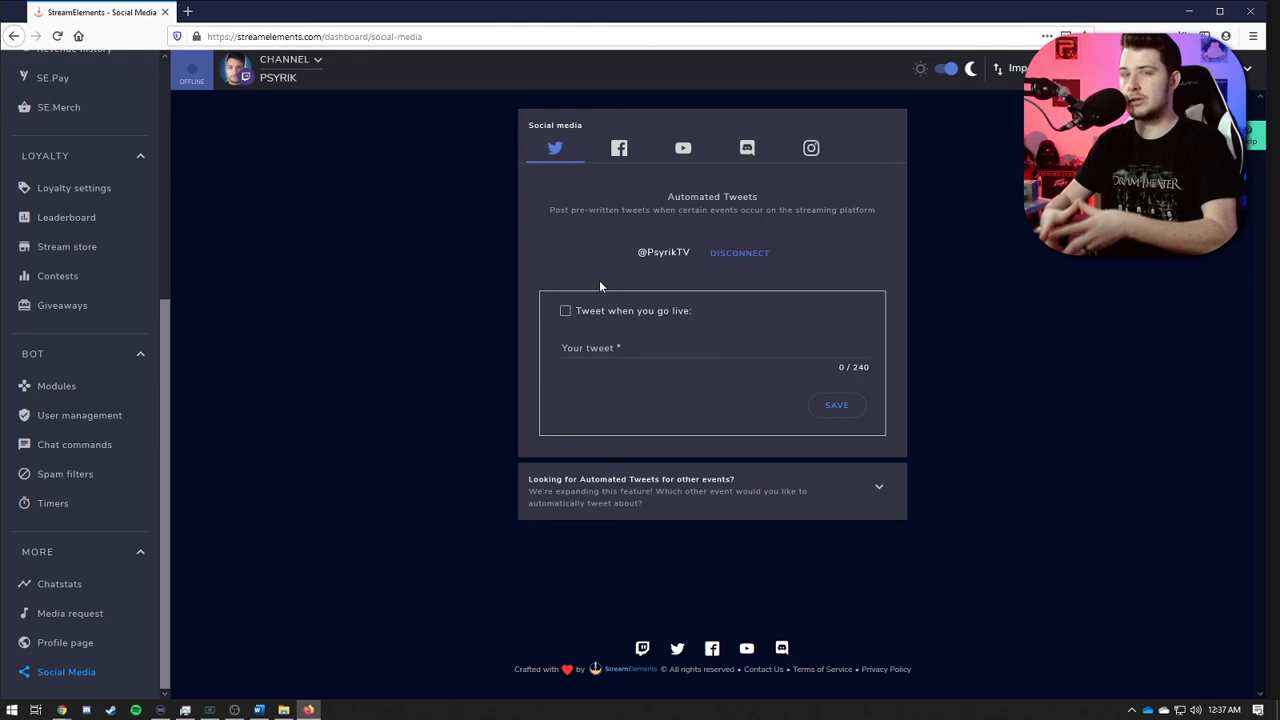 StreamElements - Social Media
https://streamelements.com/dashboard/social-media
Revenue history
SE.Pay
SE.Merch
LOYALTY
Loyalty settings
Leaderboard
Stream store
Contests
Giveaways
BOT
Modules
User management
Chat commands
Spam filters
Timers
MORE
Chatstats
Media request
Profile page
Social Media
OFFLINE
CHANNEL
PSYRIK
Social media
Automated Tweets
Post pre-written tweets when certain events occur on the streaming platform
@PsyrikTV DISCONNECT
Tweet when you go live:
Your tweet *
0 / 240
SAVE
Looking for Automated Tweets for other events?
We're expanding this feature! Which other event would you like to
automatically tweet about?
Crafted with ❤ by StreamElements © All rights reserved • Contact Us • Terms of Service • Privacy Policy
DREAM THEATER
12:37 AM